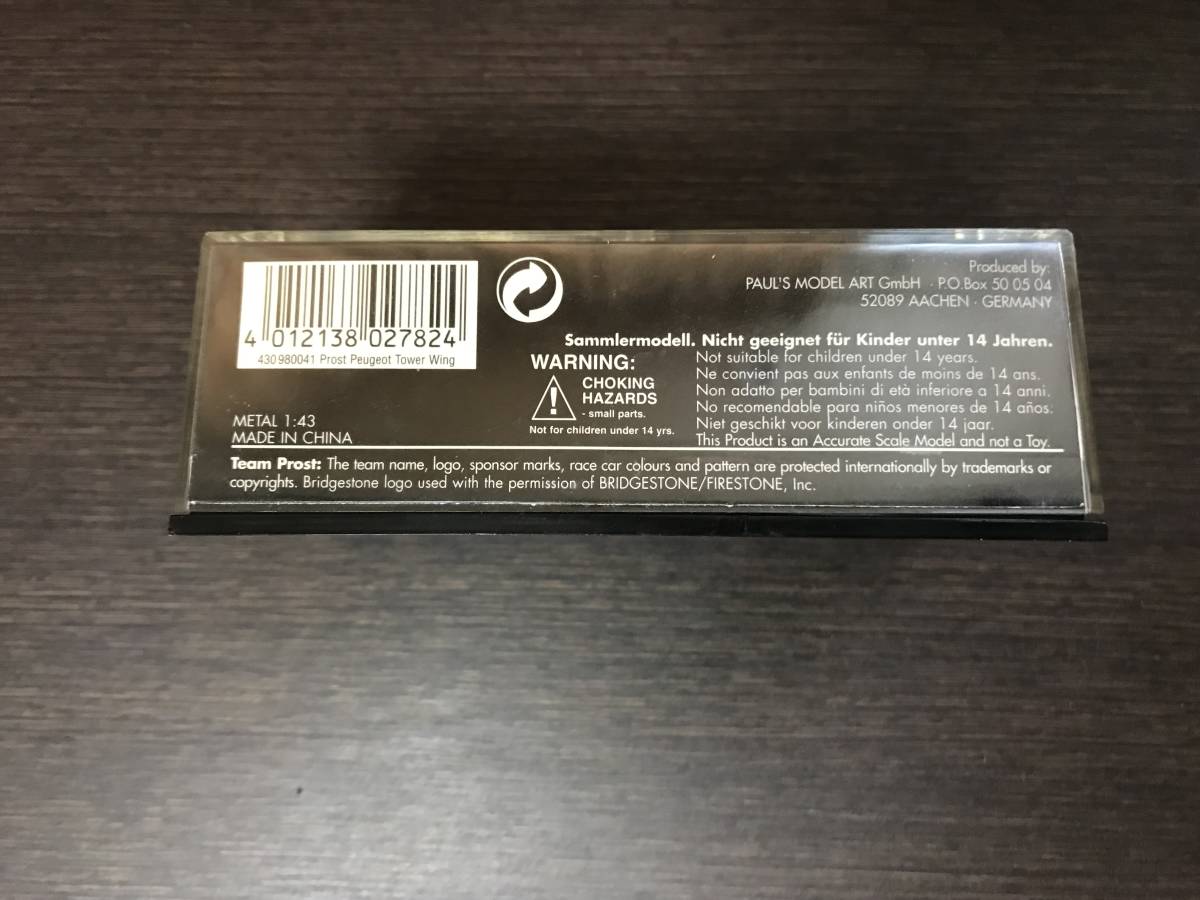 4 012138 027824
430980041 Prost Peugeot Tower Wing
METAL 1:43
MADE IN CHINA
Produced by:
PAUL'S MODEL ART GmbH · P.O.Box 50 05 04
52089 AACHEN · GERMANY
Sammlermodell. Nicht geeignet für Kinder unter 14 Jahren.
WARNING:
CHOKING
HAZARDS
- small parts.
Not for children under 14 yrs.
Not suitable for children under 14 years.
Ne convient pas aux enfants de moins de 14 ans.
Non adatto per bambini di età inferiore a 14 anni.
No recomendable para niños menores de 14 años.
Niet geschikt voor kinderen onder 14 jaar.
This Product is an Accurate Scale Model and not a Toy.
Team Prost: The team name, logo, sponsor marks, race car colours and pattern are protected internationally by trademarks or
copyrights. Bridgestone logo used with the permission of BRIDGESTONE/FIRESTONE, Inc.